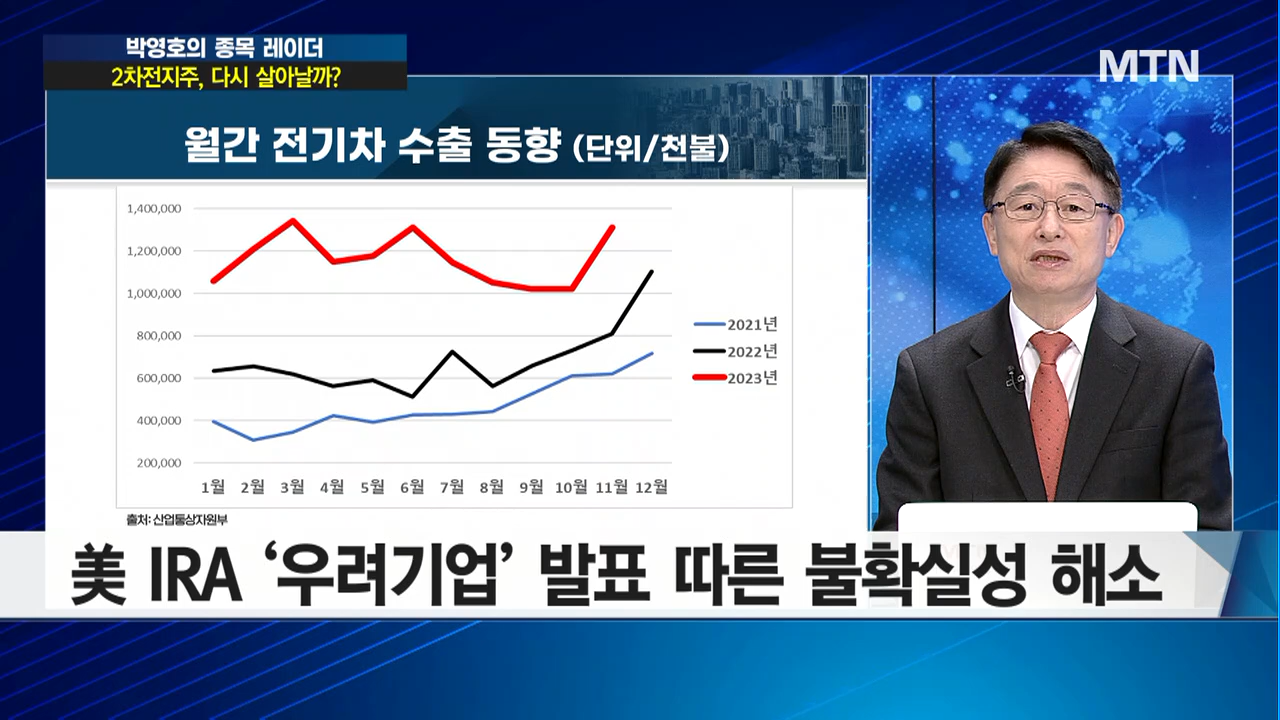 박영호의 종목 레이더
2차전지주, 다시 살아날까?
MTN
월간 전기차 수출 동향 (단위/천불)
1,400,000
1,200,000
1,000,000
800,000
600,000
400,000
200,000
2021년
2022년
2023년
1월 2월 3월 4월 5월 6월 7월 8월 9월 10월 11월 12월
출처: 산업통상자원부
美 IRA ‘우려기업’ 발표 따른 불확실성 해소